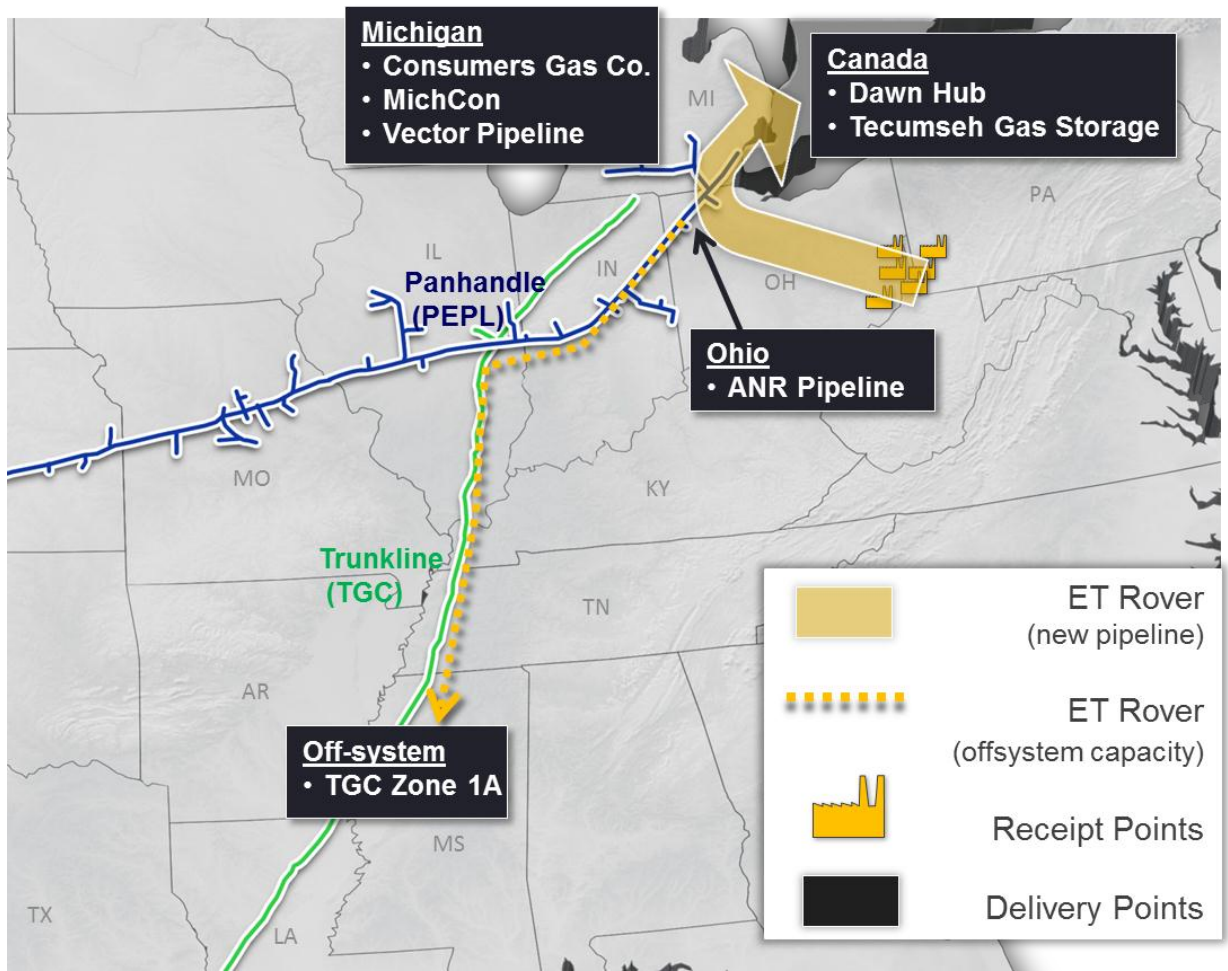 Michigan
• Consumers Gas Co.
• MichCon
• Vector Pipeline
Canada
• Dawn Hub
• Tecumseh Gas Storage
MI
PA
IL
IN
OH
Panhandle
(PEPL)
Ohio
• ANR Pipeline
MO
KY
Trunkline
(TGC)
TN
AR
Off-system
• TGC Zone 1A
MS
TX
LA
ET Rover
(new pipeline)
ET Rover
(offsystem capacity)
Receipt Points
Delivery Points